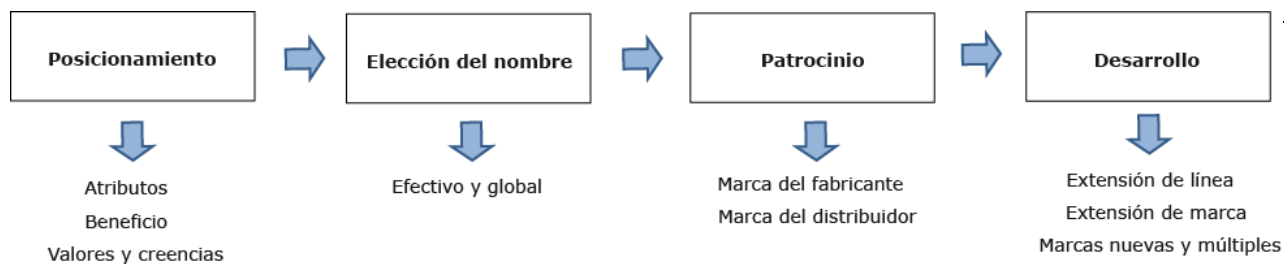 Posicionamiento
Elección del nombre
Patrocinio
Desarrollo
Atributos
Beneficio
Valores y creencias
Efectivo y global
Marca del fabricante
Marca del distribuidor
Extensión de línea
Extensión de marca
Marcas nuevas y múltiples